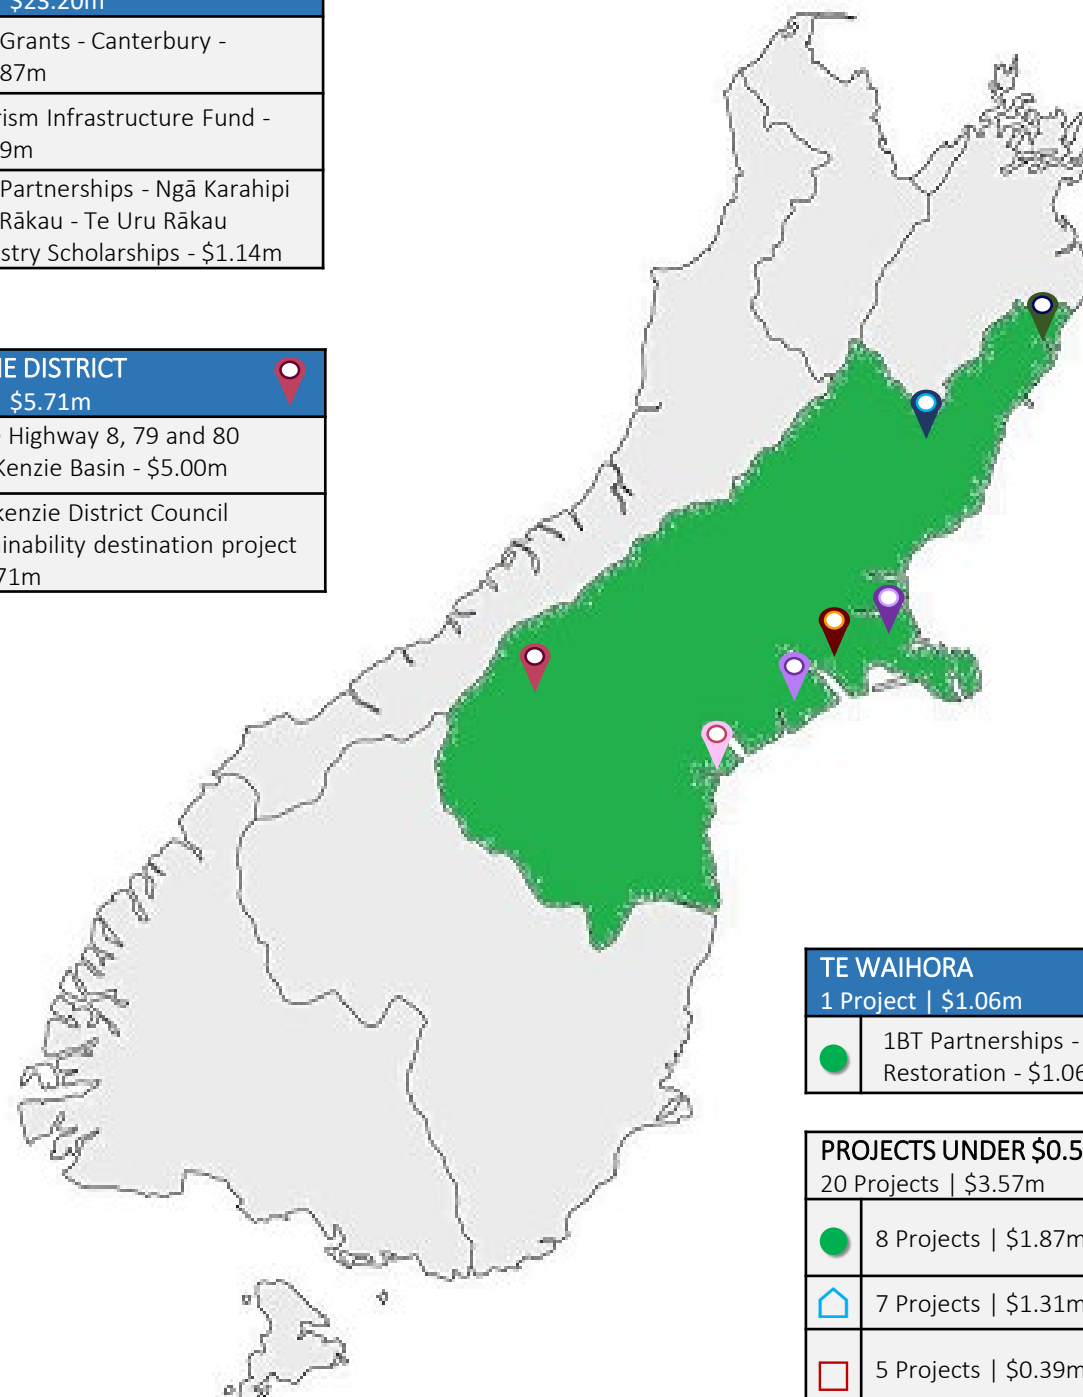 $23.20m
Grants - Canterbury -
87m
rism Infrastructure Fund -
9m
Partnerships - Ngā Karahipi
Rākau - Te Uru Rākau
stry Scholarships - $1.14m
IE DISTRICT
$5.71m
Highway 8, 79 and 80
Kenzie Basin - $5.00m
kenzie District Council
inability destination project
71m
TE WAIHORA
1 Project | $1.06m
1BT Partnerships -
Restoration - $1.06
PROJECTS UNDER $0.5
20 Projects | $3.57m
8 Projects | $1.87m
7 Projects | $1.31m
5 Projects | $0.39m